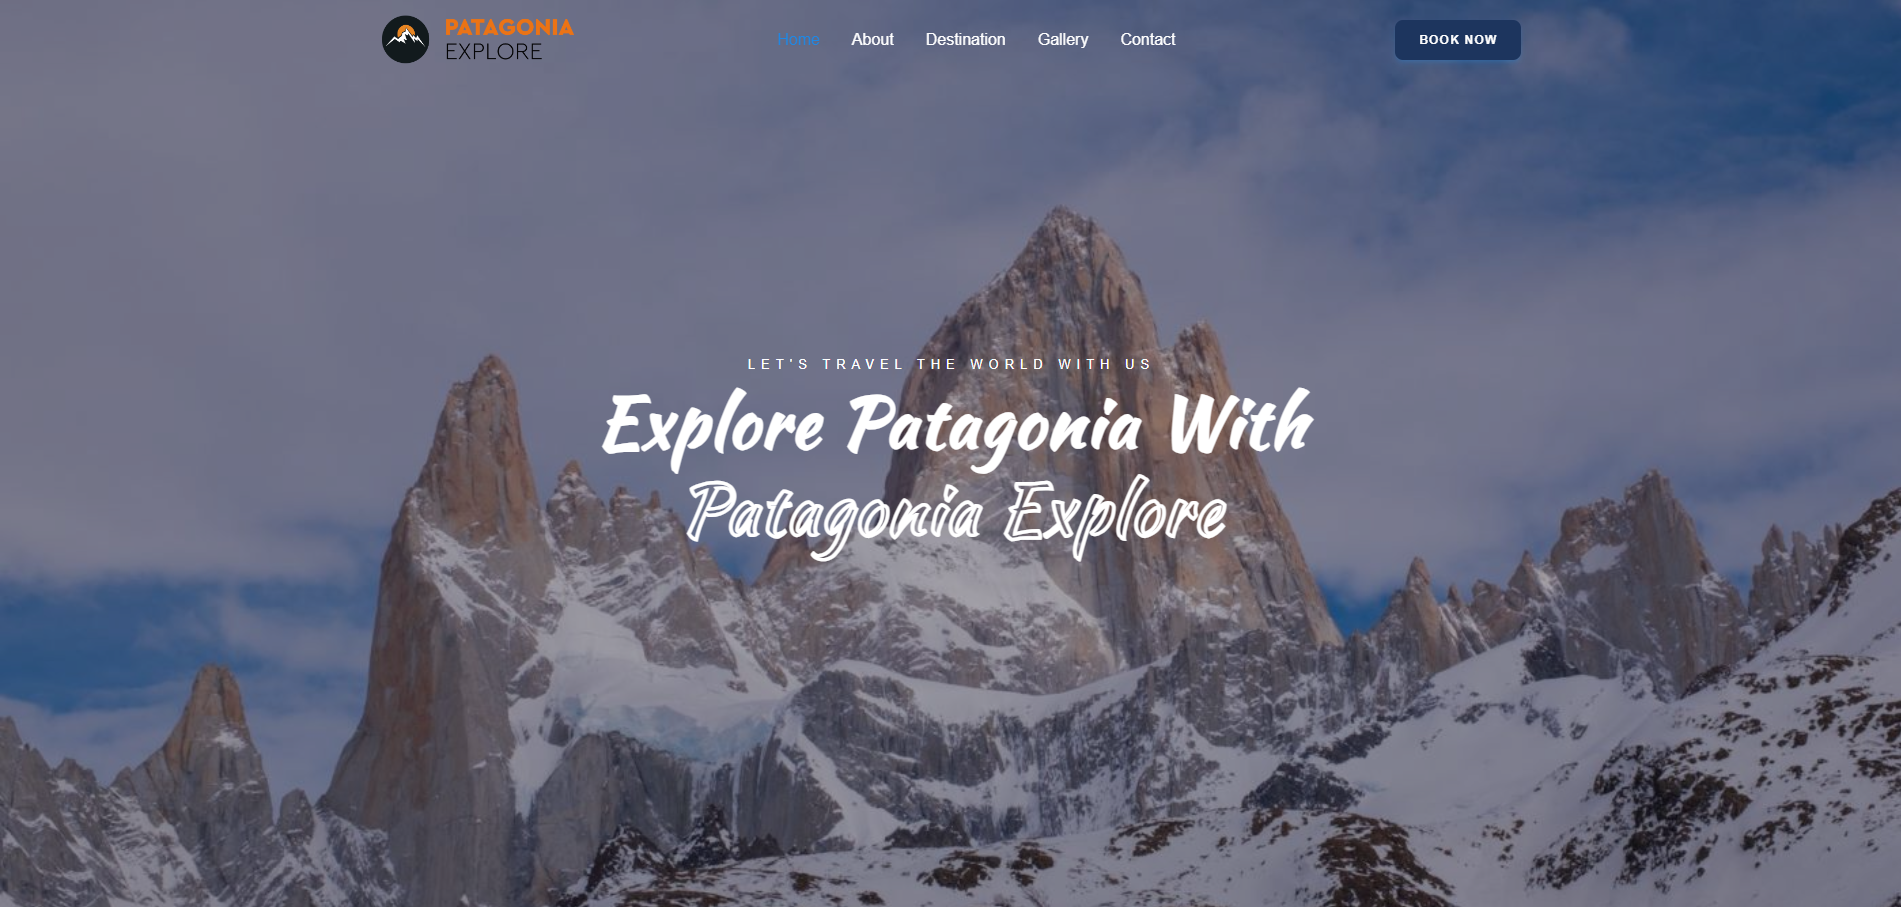 PATAGONIA
EXPLORE
Home About Destination Gallery Contact
BOOK NOW
LET'S TRAVEL THE WORLD WITH US
Explore Patagonia With
Patagonia Explore